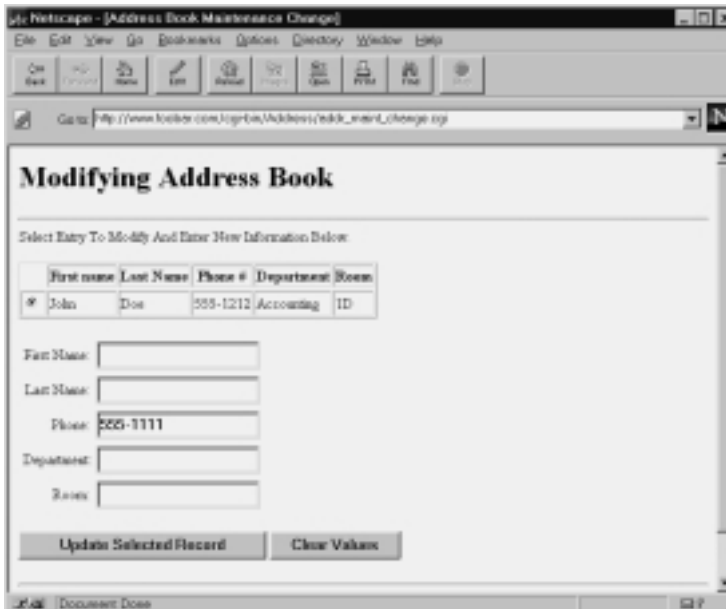 Netscape - [Address Book Maintenance Change]
File Edit View Go Bookmarks Options Directory Window Help
Back Forward Home Edit Reload Images Open Print Find Stop
Go to: http://www.foobar.com/cgi-bin/Address/addr_maint_change.cgi
Modifying Address Book
Select Entry To Modify And Enter New Information Below.
First name Last Name Phone # Department Room
John Doe 555-1212 Accounting 1D
First Name:
Last Name:
Phone: 555-1111
Department:
Room:
Update Selected Record Clear Values
Document: Done